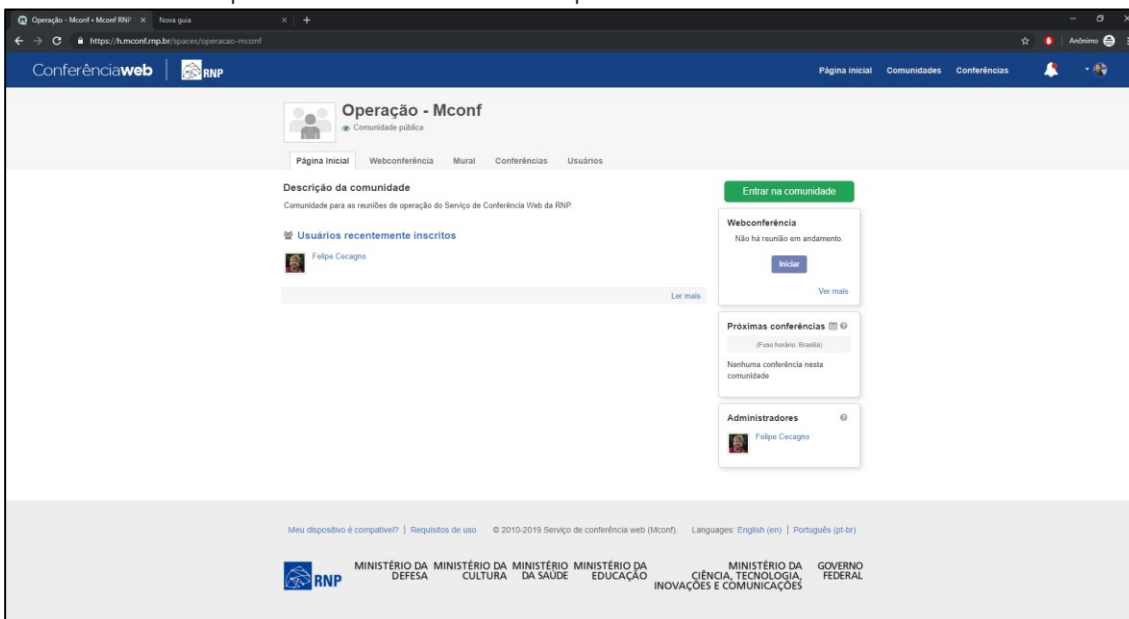 Operação - Mconf • Mconf RNP
Nova guia
https://h.mconf.rnp.br/spaces/operacao-mconf
Anônimo
Conferênciaweb
RNP
Página inicial Comunidades Conferências
Operação - Mconf
Comunidade pública
Página Inicial Webconferência Mural Conferências Usuários
Descrição da comunidade
Comunidade para as reuniões de operação do Serviço de Conferência Web da RNP.
Usuários recentemente inscritos
Felipe Cecagno
Ler mais
Entrar na comunidade
Webconferência
Não há reunião em andamento.
Iniciar
Ver mais
Próximas conferências
(Fuso horário: Brasília)
Nenhuma conferência nesta
comunidade
Administradores
Felipe Cecagno
Meu dispositivo é compatível? | Requisitos de uso © 2010-2019 Serviço de conferência web (Mconf). Languages: English (en) | Português (pt-br)
RNP
MINISTÉRIO DA
DEFESA
MINISTÉRIO DA
CULTURA
MINISTÉRIO
DA SAÚDE
MINISTÉRIO DA
EDUCAÇÃO
MINISTÉRIO DA
CIÊNCIA, TECNOLOGIA,
INOVAÇÕES E COMUNICAÇÕES
GOVERNO
FEDERAL